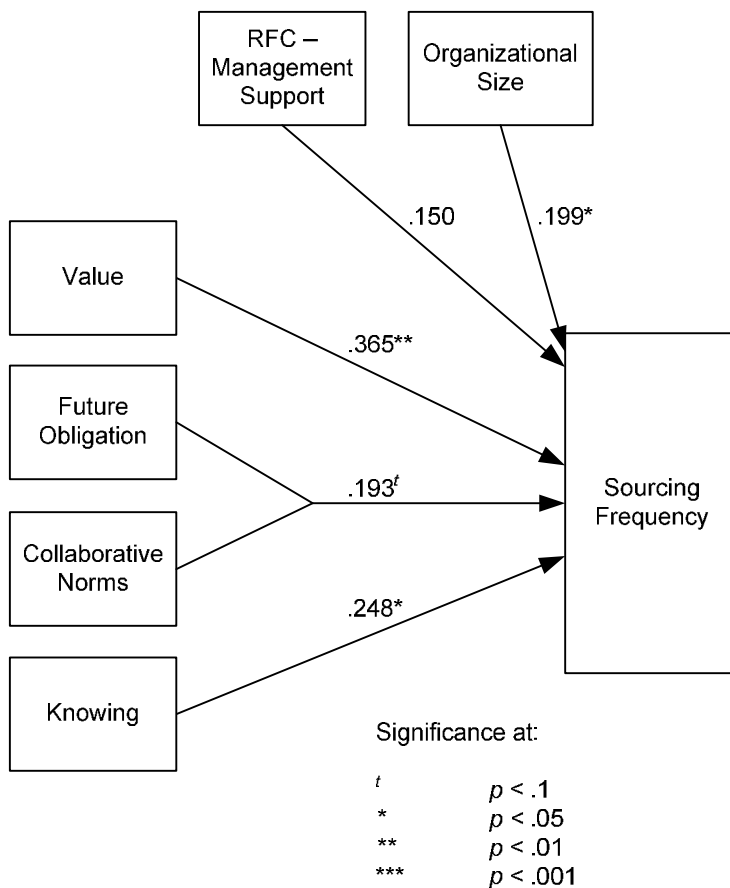 RFC –
Management
Support
Organizational
Size
.150
.199*
Value
.365**
Future
Obligation
.193t
Sourcing
Frequency
Collaborative
Norms
.248*
Knowing
Significance at:
t p < .1
* p < .05
** p < .01
*** p < .001